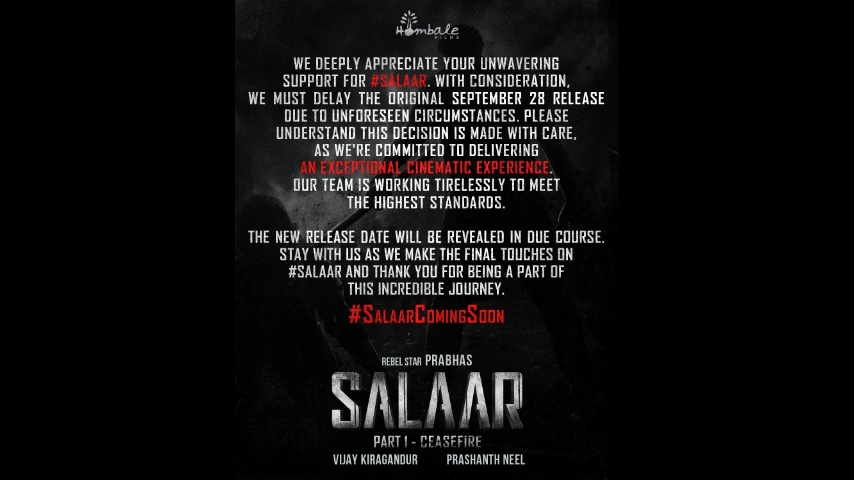 Hombale
FILMS
WE DEEPLY APPRECIATE YOUR UNWAVERING
SUPPORT FOR #SALAAR. WITH CONSIDERATION,
WE MUST DELAY THE ORIGINAL SEPTEMBER 28 RELEASE
DUE TO UNFORESEEN CIRCUMSTANCES. PLEASE
UNDERSTAND THIS DECISION IS MADE WITH CARE,
AS WE'RE COMMITTED TO DELIVERING
AN EXCEPTIONAL CINEMATIC EXPERIENCE.
OUR TEAM IS WORKING TIRELESSLY TO MEET
THE HIGHEST STANDARDS.
THE NEW RELEASE DATE WILL BE REVEALED IN DUE COURSE.
STAY WITH US AS WE MAKE THE FINAL TOUCHES ON
#SALAAR AND THANK YOU FOR BEING A PART OF
THIS INCREDIBLE JOURNEY.
#SALAARCOMINGSOON
REBEL STAR PRABHAS
SALAAR
PART 1 - CEASEFIRE
VIJAY KIRAGANDUR PRASHANTH NEEL